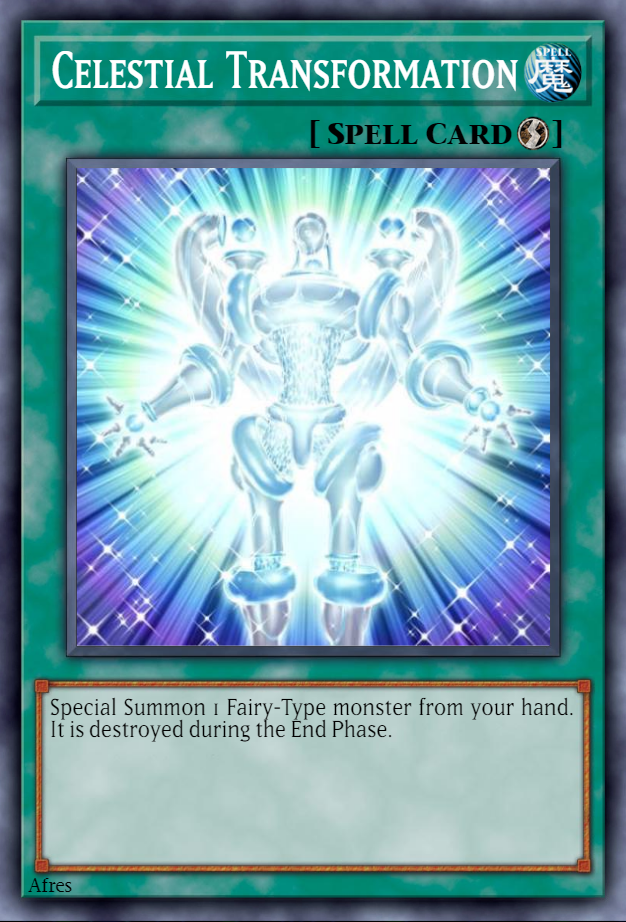 Celestial Transformation
SPELL
魔
[ Spell Card ]
Special Summon 1 Fairy-Type monster from your hand.
It is destroyed during the End Phase.
Afres